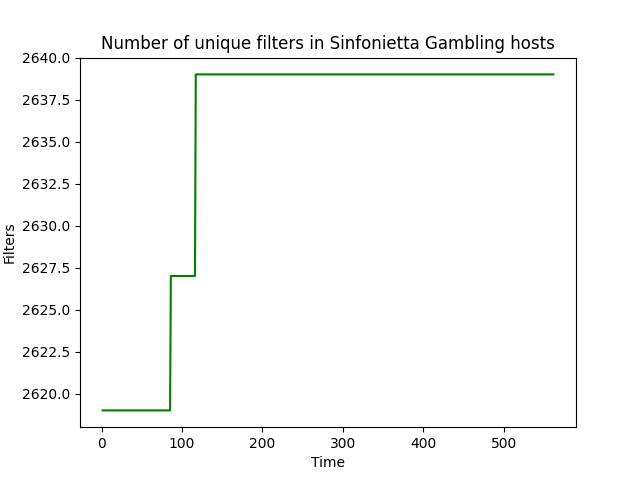 Number of unique filters in Sinfonietta Gambling hosts
2640.0
2637.5
2635.0
2632.5
2630.0
2627.5
2625.0
2622.5
2620.0
Filters
0 100 200 300 400 500
Time